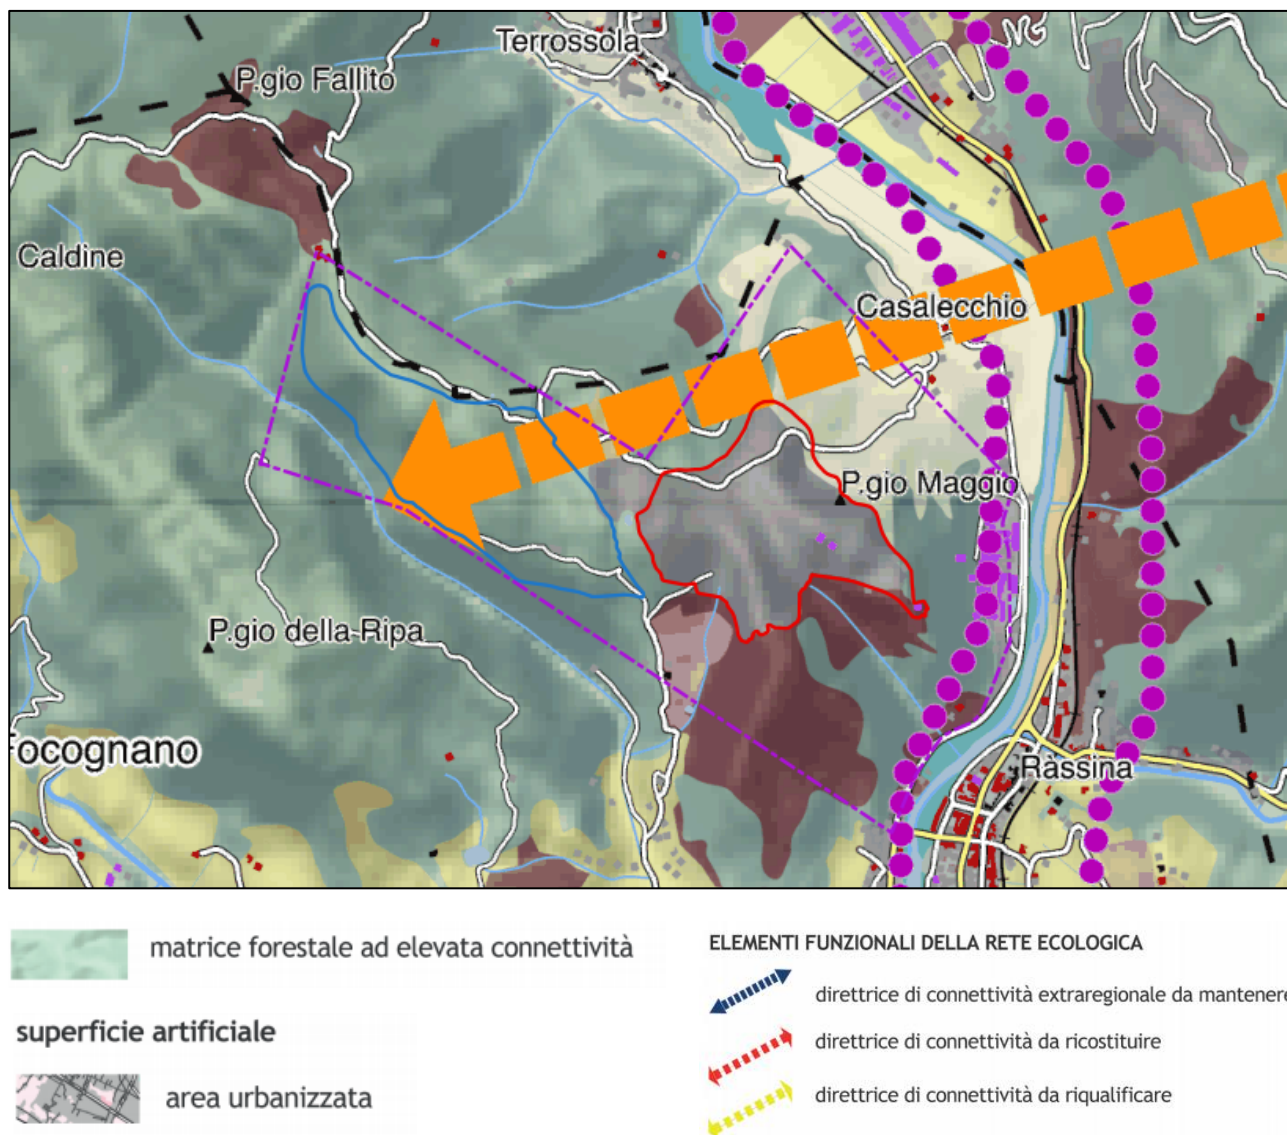 Terrossola
P.gio Fallito
Caldine
Casalecchio
P.gio Maggio
P.gio della Ripa
Focognano
Rassina
matrice forestale ad elevata connettività
superficie artificiale
area urbanizzata
ELEMENTI FUNZIONALI DELLA RETE ECOLOGICA
direttrice di connettività extraregionale da mantenere
direttrice di connettività da ricostituire
direttrice di connettività da riqualificare